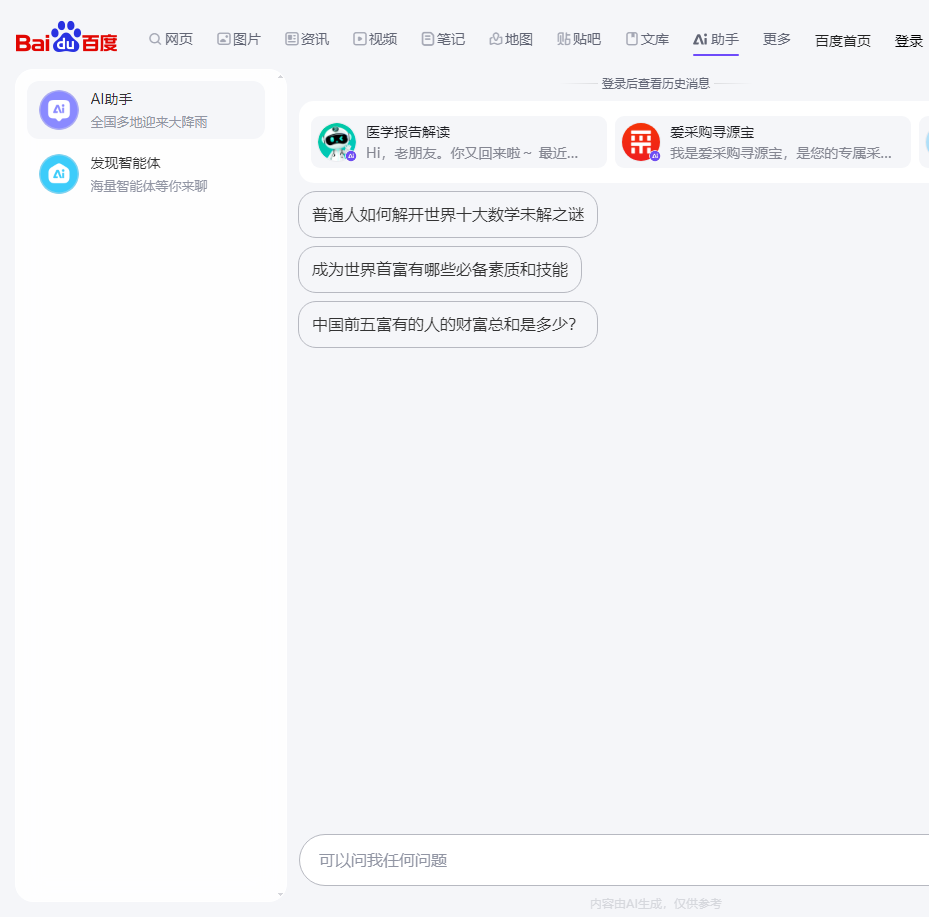 Bai du 百度 网页 图片 资讯 视频 笔记 地图 贴吧 文库 Ai 助手 更多 百度首页 登录
AI助手
全国多地迎来大降雨
发现智能体
海量智能体等你来聊
登录后查看历史消息
医学报告解读
Hi，老朋友。你又回来啦～ 最近...
爱采购寻源宝
我是爱采购寻源宝，是您的专属采...
普通人如何解开世界十大数学未解之谜
成为世界首富有哪些必备素质和技能
中国前五富有的人的财富总和是多少？
可以问我任何问题
内容由AI生成，仅供参考